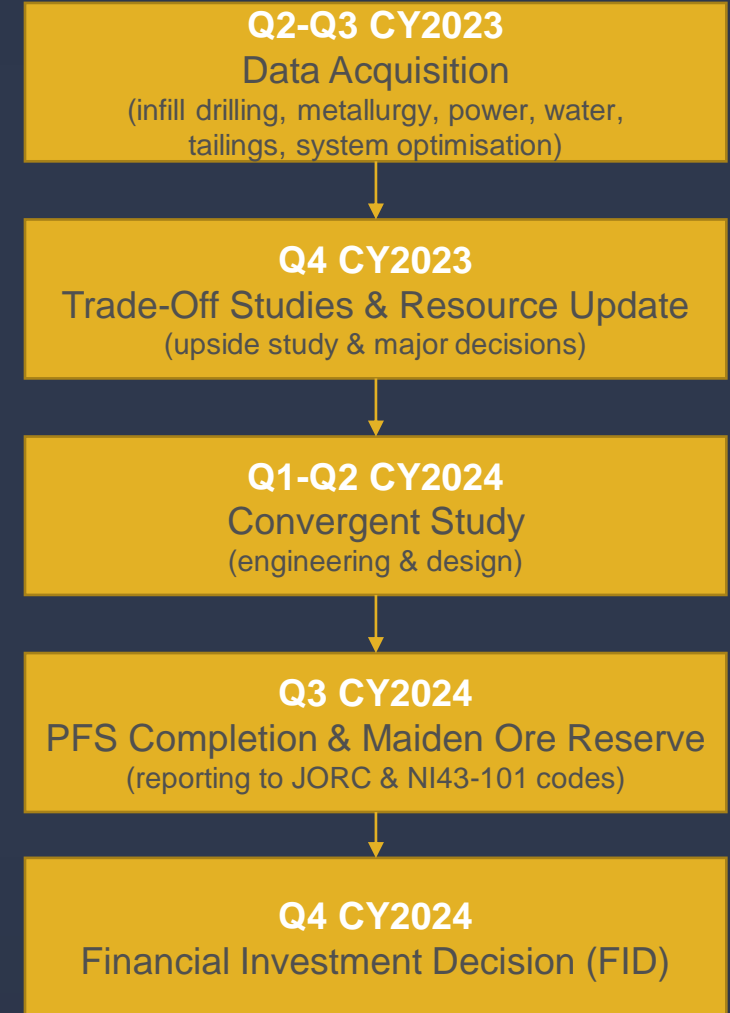 Q2-Q3 CY2023
Data Acquisition
(infill drilling, metallurgy, power, water,
tailings, system optimisation)
Q4 CY2023
Trade-Off Studies & Resource Update
(upside study & major decisions)
Q1-Q2 CY2024
Convergent Study
(engineering & design)
Q3 CY2024
PFS Completion & Maiden Ore Reserve
(reporting to JORC & NI43-101 codes)
Q4 CY2024
Financial Investment Decision (FID)